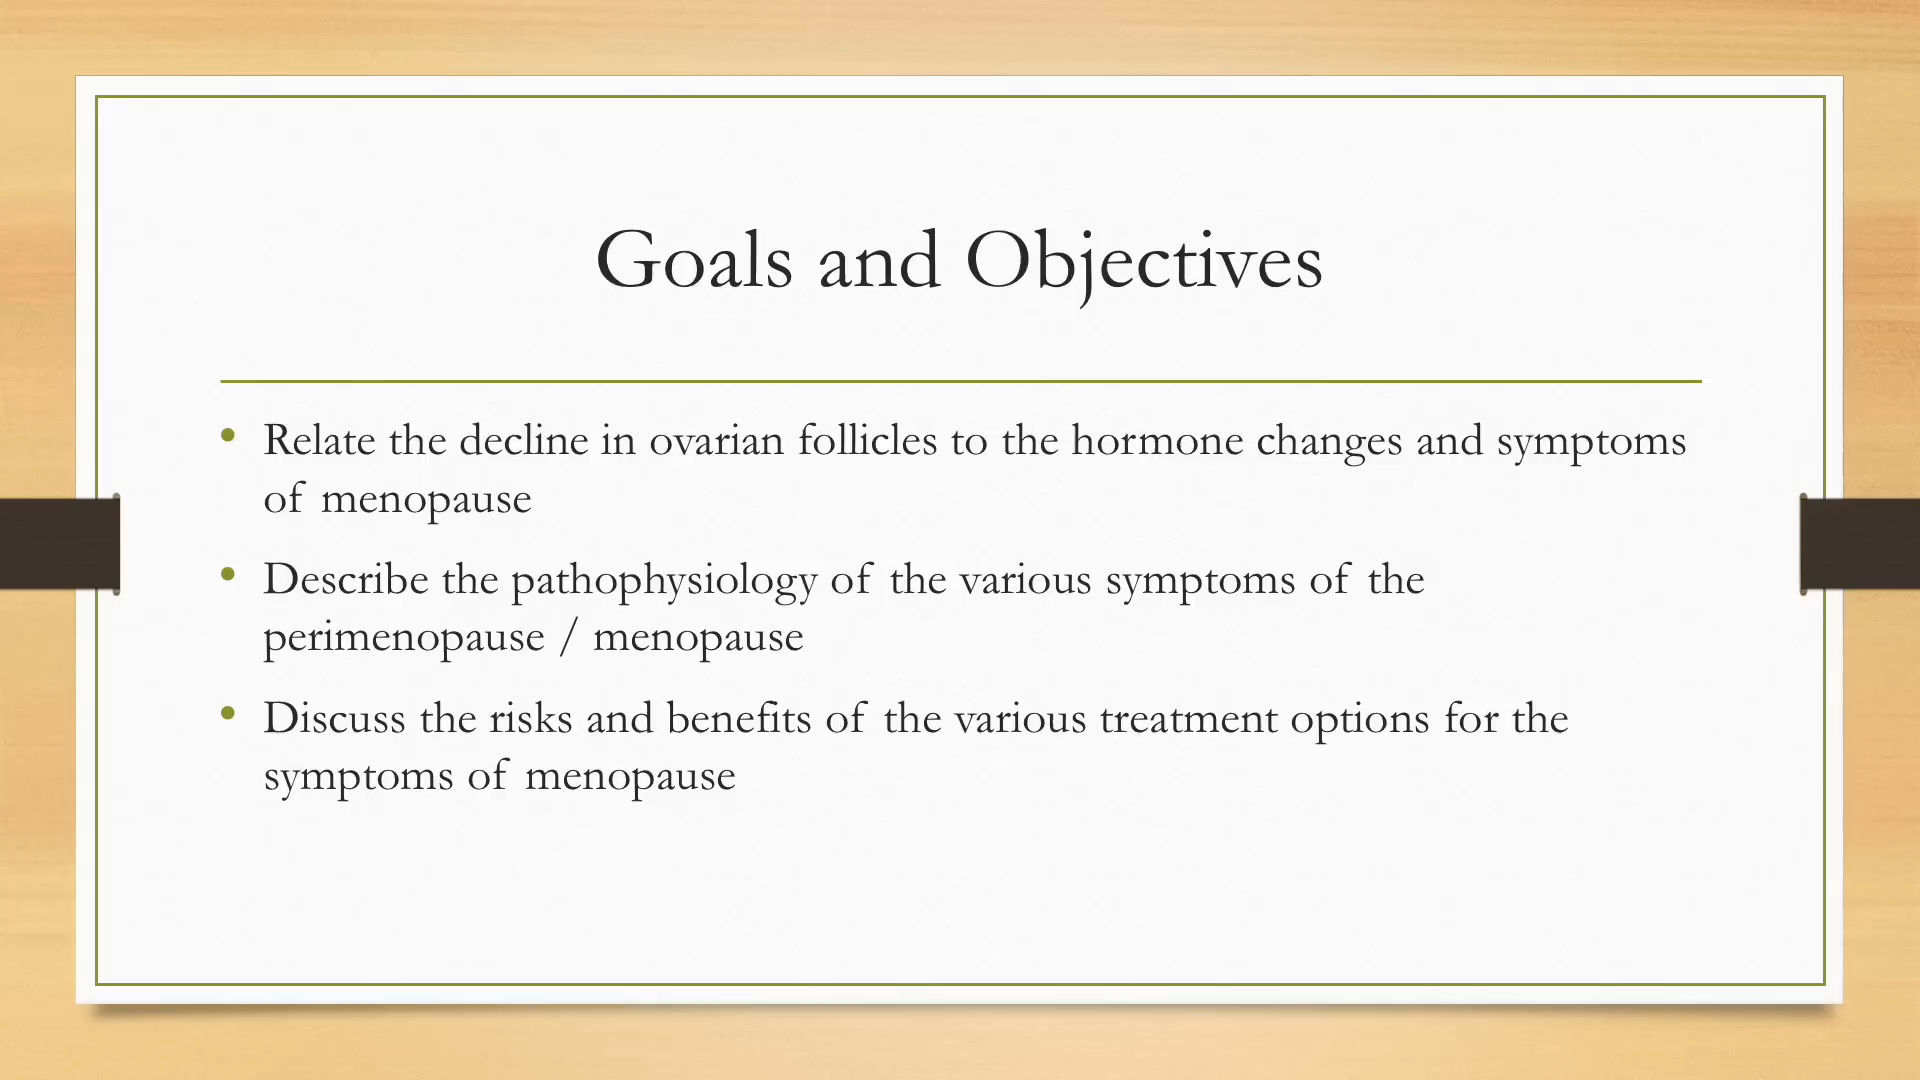 Goals and Objectives
• Relate the decline in ovarian follicles to the hormone changes and symptoms
of menopause
• Describe the pathophysiology of the various symptoms of the
perimenopause / menopause
• Discuss the risks and benefits of the various treatment options for the
symptoms of menopause